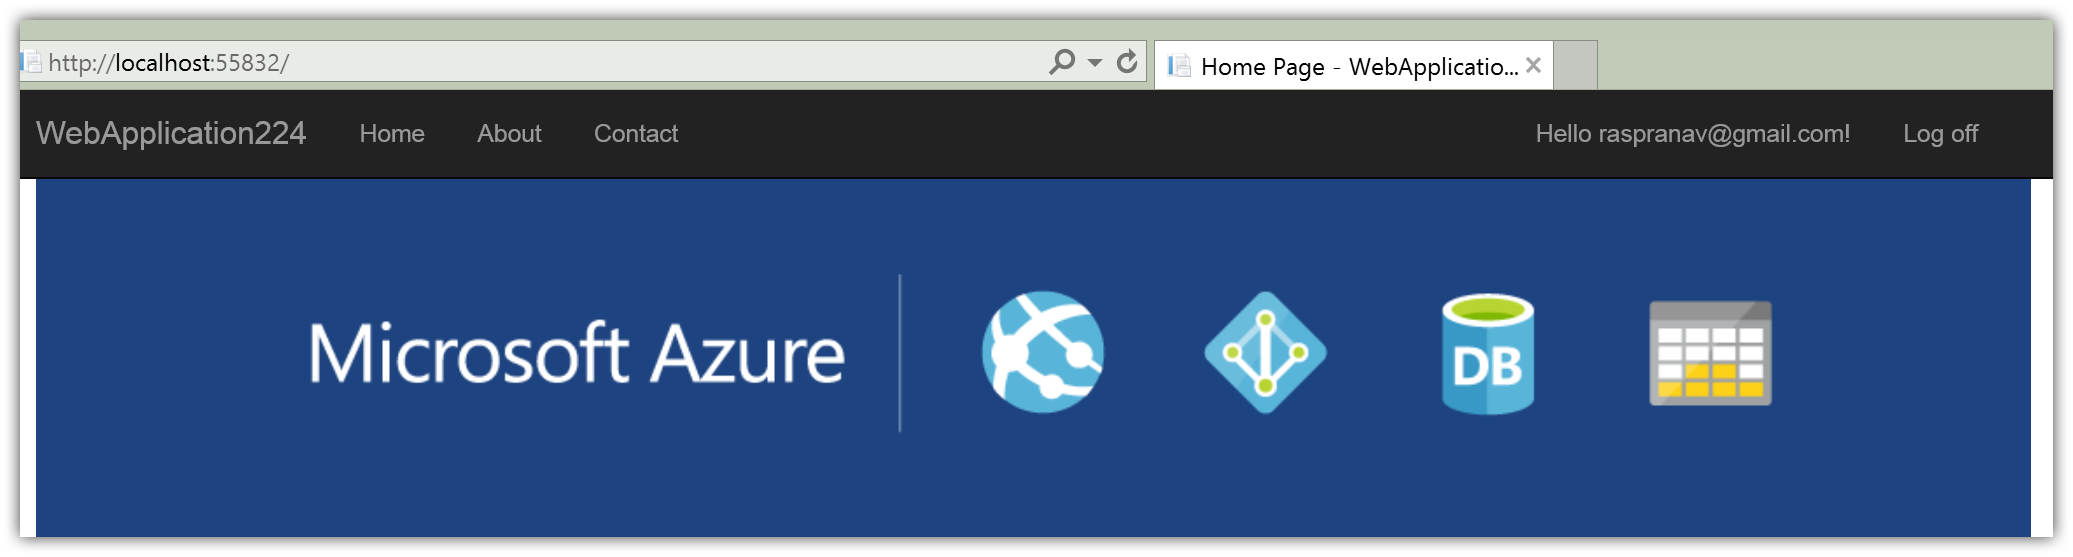 http://localhost:55832/
Home Page - WebApplicatio...
WebApplication224 Home About Contact Hello raspranav@gmail.com! Log off
Microsoft Azure
DB